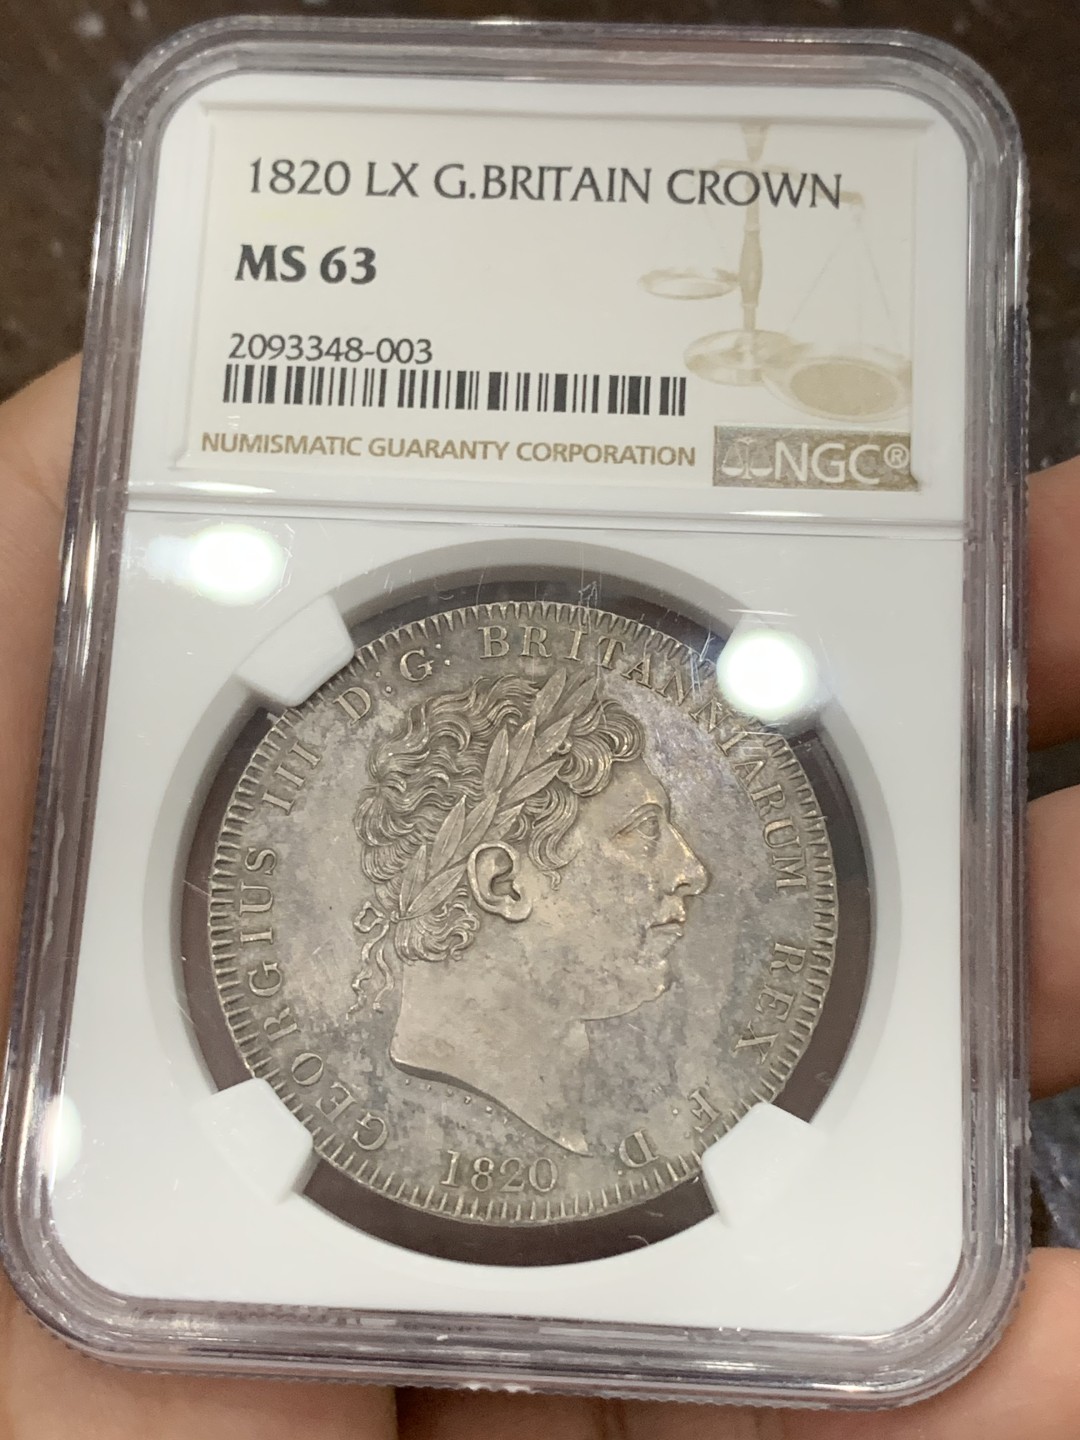 1820 LX G.BRITAIN CROWN
MS 63
2093348-003
NUMISMATIC GUARANTY CORPORATION
NGC®
GEORGIUS III D:G: BRITANNIARUM REX F:D:
1820